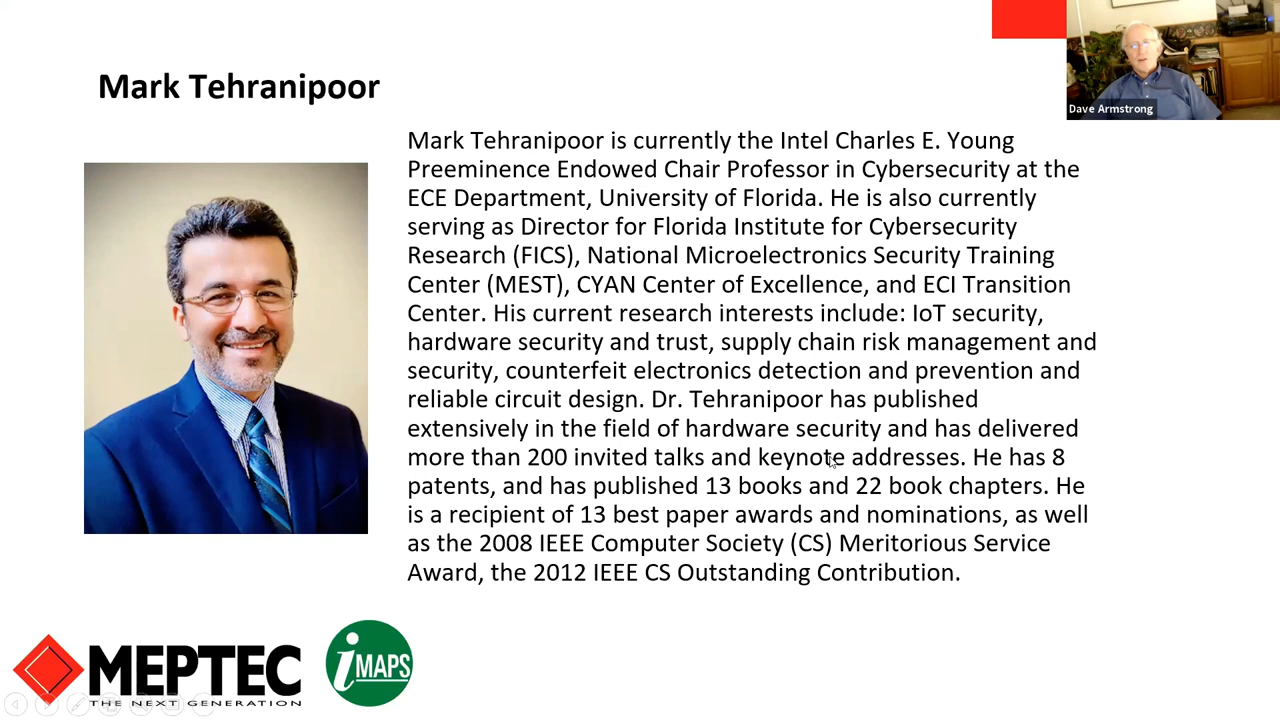 Mark Tehranipoor
Dave Armstrong
Mark Tehranipoor is currently the Intel Charles E. Young
Preeminence Endowed Chair Professor in Cybersecurity at the
ECE Department, University of Florida. He is also currently
serving as Director for Florida Institute for Cybersecurity
Research (FICS), National Microelectronics Security Training
Center (MEST), CYAN Center of Excellence, and ECI Transition
Center. His current research interests include: IoT security,
hardware security and trust, supply chain risk management and
security, counterfeit electronics detection and prevention and
reliable circuit design. Dr. Tehranipoor has published
extensively in the field of hardware security and has delivered
more than 200 invited talks and keynote addresses. He has 8
patents, and has published 13 books and 22 book chapters. He
is a recipient of 13 best paper awards and nominations, as well
as the 2008 IEEE Computer Society (CS) Meritorious Service
Award, the 2012 IEEE CS Outstanding Contribution.
MEPTEC
THE NEXT GENERATION
iMAPS